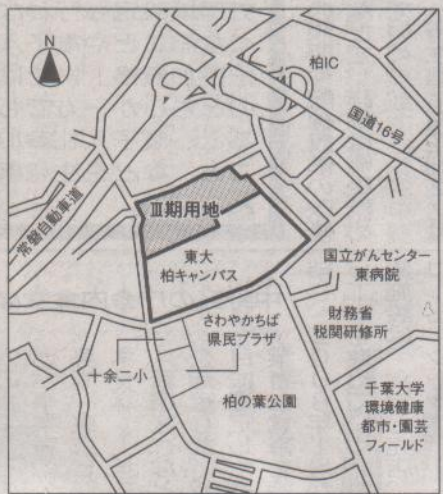 N
柏IC
国道16号
常磐自動車道
Ⅲ期用地
東大
柏キャンパス
国立がんセンター
東病院
財務省
税関研修所
さわやかちば
県民プラザ
十余二小
柏の葉公園
千葉大学
環境健康
都市・園芸
フィールド